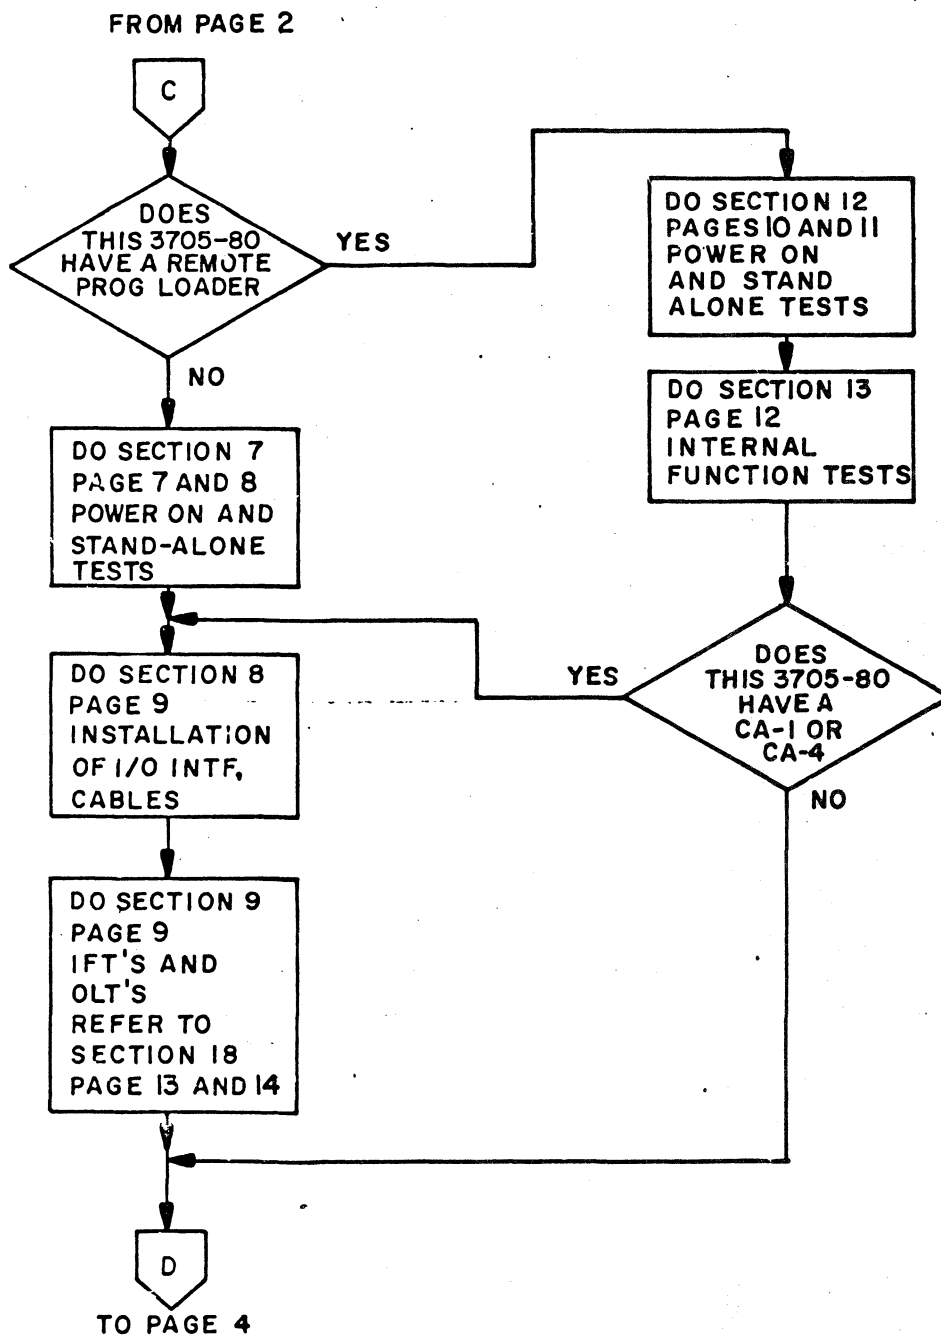 FROM PAGE 2
C
DOES
THIS 3705-80
HAVE A REMOTE
PROG LOADER
YES
NO
DO SECTION 12
PAGES 10 AND 11
POWER ON
AND STAND
ALONE TESTS
DO SECTION 13
PAGE 12
INTERNAL
FUNCTION TESTS
DO SECTION 7
PAGE 7 AND 8
POWER ON AND
STAND-ALONE
TESTS
DOES
THIS 3705-80
HAVE A
CA-1 OR
CA-4
YES
NO
DO SECTION 8
PAGE 9
INSTALLATION
OF I/O INTF,
CABLES
DO SECTION 9
PAGE 9
IFT'S AND
OLT'S
REFER TO
SECTION 18
PAGE 13 AND 14
D
TO PAGE 4